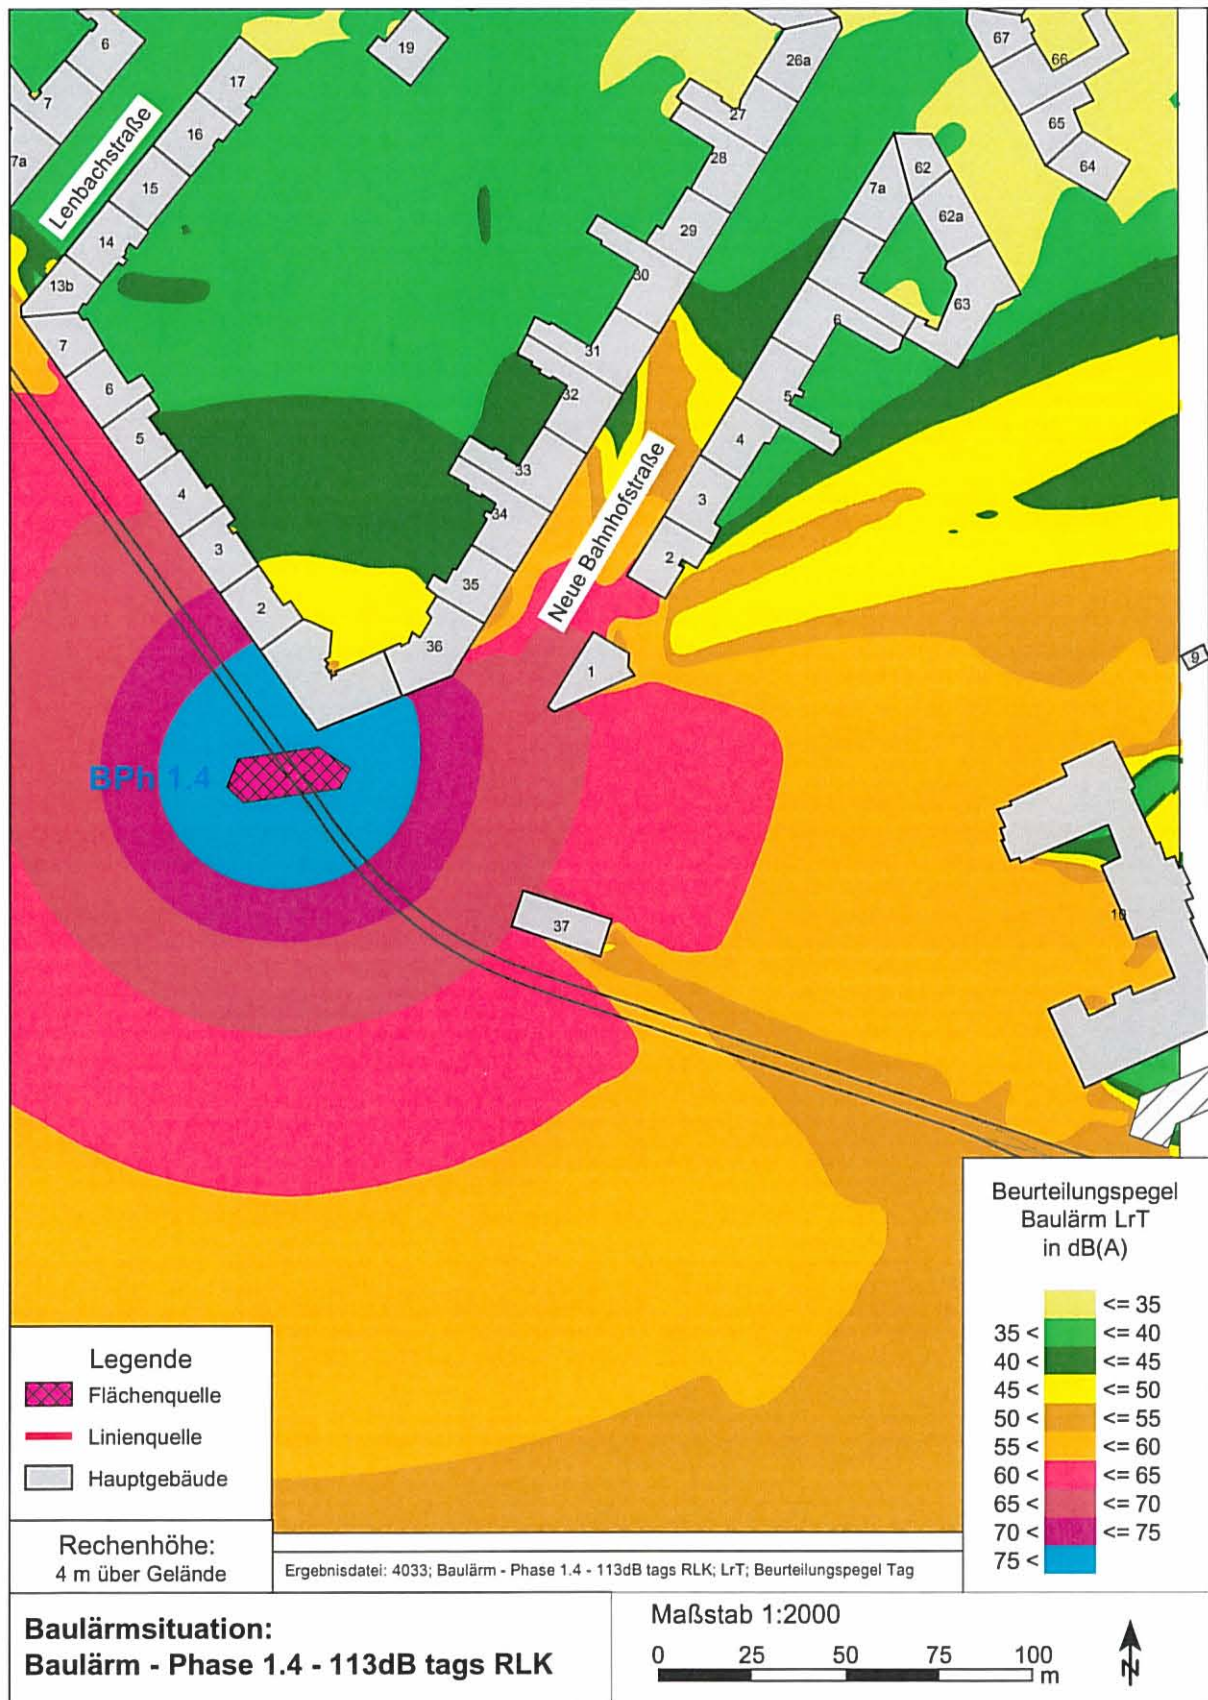 6
7
7a
17
16
15
14
13b
19
Lenbachstraße
26a
27
28
29
30
31
32
33
34
35
36
67
66
65
64
62
7a
62a
63
6
5
4
3
2
Neue Bahnhofstraße
7
6
5
4
3
2
1
9
BPh 1.4
37
10
Beurteilungspegel
Baulärm LrT
in dB(A)
<= 35
35 < <= 40
40 < <= 45
45 < <= 50
50 < <= 55
55 < <= 60
60 < <= 65
65 < <= 70
70 < <= 75
75 <
Legende
Flächenquelle
Linienquelle
Hauptgebäude
Rechenhöhe:
4 m über Gelände
Ergebnisdatei: 4033; Baulärm - Phase 1.4 - 113dB tags RLK; LrT; Beurteilungspegel Tag
Baulärmsituation:
Baulärm - Phase 1.4 - 113dB tags RLK
Maßstab 1:2000
0 25 50 75 100
m
N